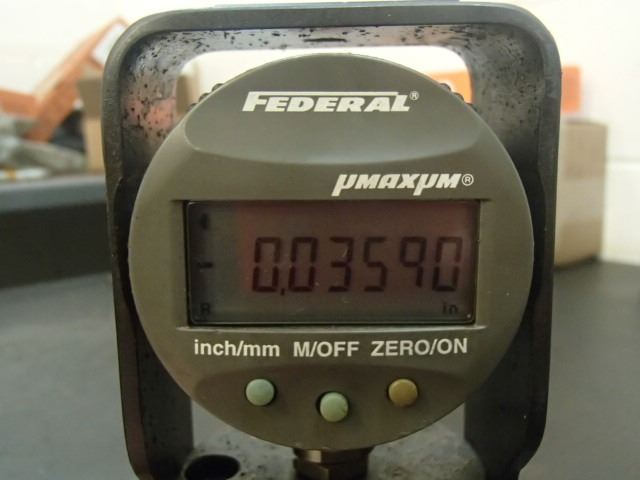 FEDERAL®
µMAXµM®
- 0.03590
R in
inch/mm M/OFF ZERO/ON